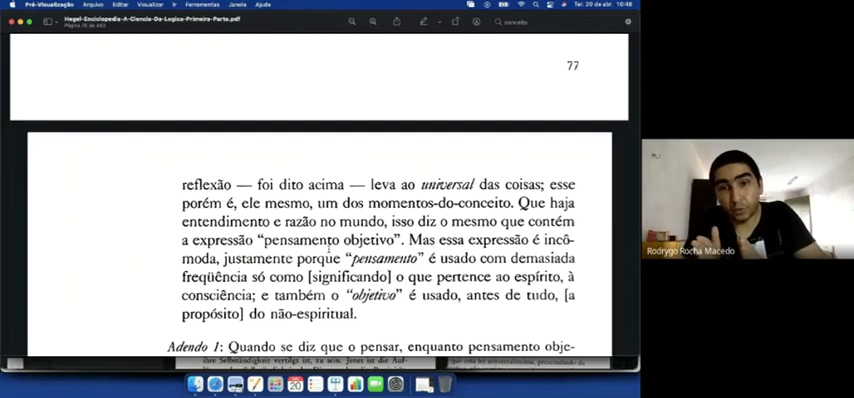 Pré-Visualização Arquivo Editar Visualizar Ir Ferramentas Janela Ajuda
Ter. 20 de abr. 10:46
Hegel-Enciclopedia-A-Ciencia-Da-Logica-Primeira-Parte.pdf
conceito
77
reflexão — foi dito acima — leva ao universal das coisas; esse
porém é, ele mesmo, um dos momentos-do-conceito. Que haja
entendimento e razão no mundo, isso diz o mesmo que contém
a expressão “pensamento objetivo”. Mas essa expressão é incô-
moda, justamente porque “pensamento” é usado com demasiada
freqüência só como [significando] o que pertence ao espírito, à
consciência; e também o “objetivo” é usado, antes de tudo, [a
propósito] do não-espiritual.
Adendo 1: Quando se diz que o pensar, enquanto pensamento obje-
Rodrygo Rocha Macedo
20